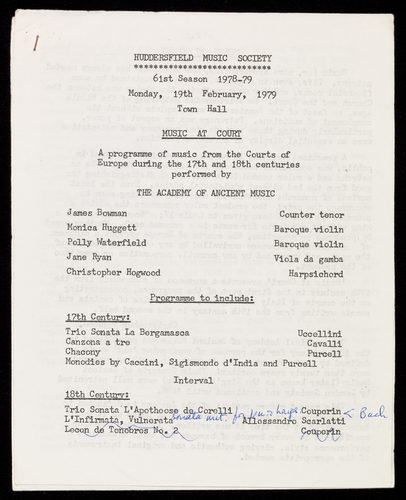 HUDDERSFIELD MUSIC SOCIETY
****************************
61st Season 1978-79
Monday, 19th February, 1979
Town Hall
MUSIC AT COURT
A programme of music from the Courts of
Europe during the 17th and 18th centuries
performed by
THE ACADEMY OF ANCIENT MUSIC
James Bowman Counter tenor
Monica Huggett Baroque violin
Polly Waterfield Baroque violin
Jane Ryan Viola da gamba
Christopher Hogwood Harpsichord
Programme to include:
17th Century:
Trio Sonata La Bergamasca Uccellini
Canzona a tre Cavalli
Chacony Purcell
Monodies by Caccini, Sigismondo d'India and Purcell
Interval
18th Century:
Trio Sonata L'Apothoose de Corelli Couperin Bach
L'Infirmata, Vulnerata Sonata Allessandro Scarlatti
Lecon de Tenebres No. 2 Couperin